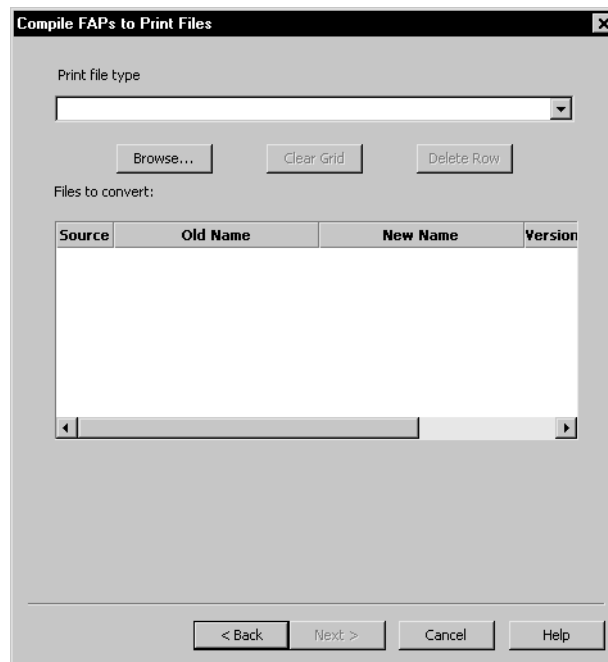 Compile FAPs to Print Files
Print file type
Browse... Clear Grid Delete Row
Files to convert:
Source Old Name New Name Version
< Back Next > Cancel Help